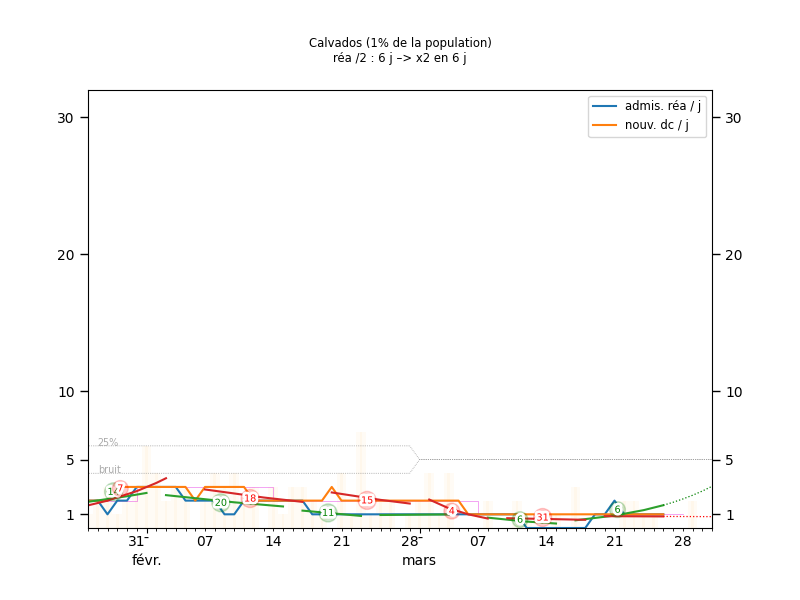 Calvados (1% de la population)
réa /2 : 6 j –> x2 en 6 j
admis. réa / j
nouv. dc / j
30 30
20 20
10 10
25%
5 5
bruit
7
20
18
11
15
4
6
31
6
1 1
31 07 14 21 28 07 14 21 28
févr. mars